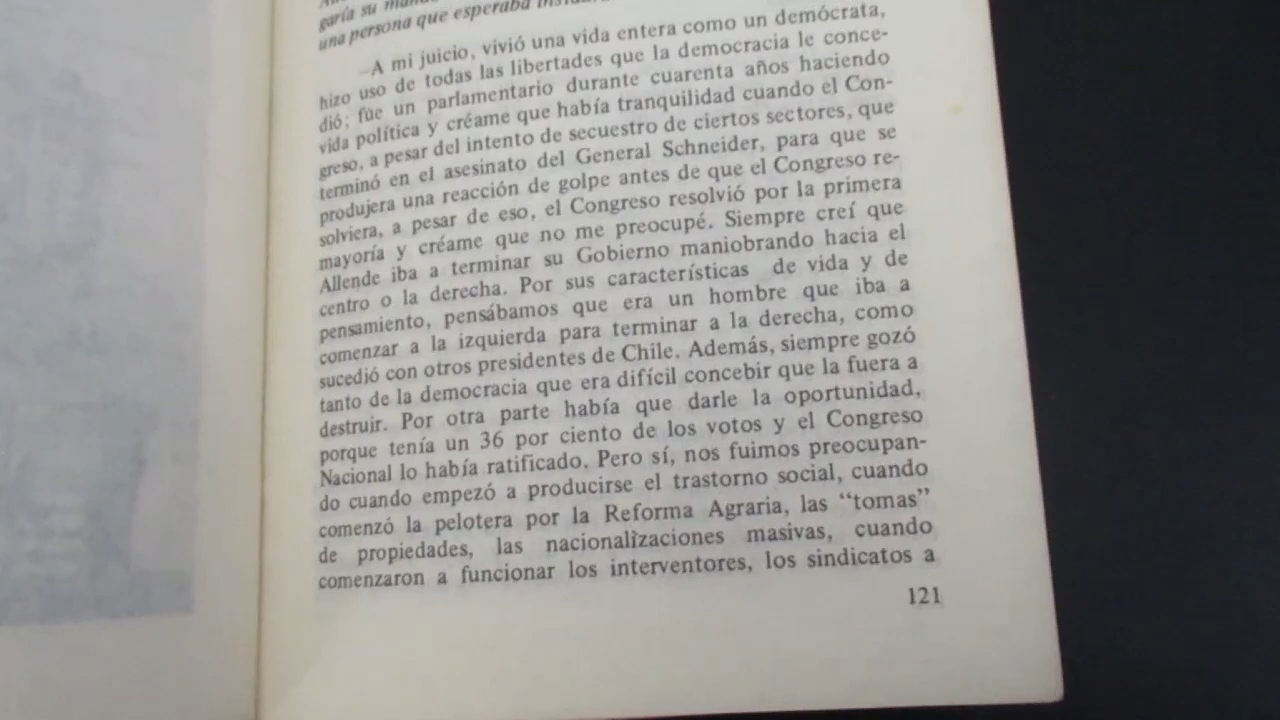 garía su
una persona que esperaba
—A mi juicio, vivió una vida entera como un demócrata,
hizo uso de todas las libertades que la democracia le conce-
dió; fue un parlamentario durante cuarenta años haciendo
vida política y créame que había tranquilidad cuando el Con-
greso, a pesar del intento de secuestro de ciertos sectores, que
terminó en el asesinato del General Schneider, para que se
produjera una reacción de golpe antes de que el Congreso re-
solviera, a pesar de eso, el Congreso resolvió por la primera
mayoría y créame que no me preocupé. Siempre creí que
Allende iba a terminar su Gobierno maniobrando hacia el
centro o la derecha. Por sus características de vida y de
pensamiento, pensábamos que era un hombre que iba a
comenzar a la izquierda para terminar a la derecha, como
sucedió con otros presidentes de Chile. Además, siempre gozó
tanto de la democracia que era difícil concebir que la fuera a
destruir. Por otra parte había que darle la oportunidad,
porque tenía un 36 por ciento de los votos y el Congreso
Nacional lo había ratificado. Pero sí, nos fuimos preocupan-
do cuando empezó a producirse el trastorno social, cuando
comenzó la pelotera por la Reforma Agraria, las “tomas”
de propiedades, las nacionalizaciones masivas, cuando
comenzaron a funcionar los interventores, los sindicatos a
121